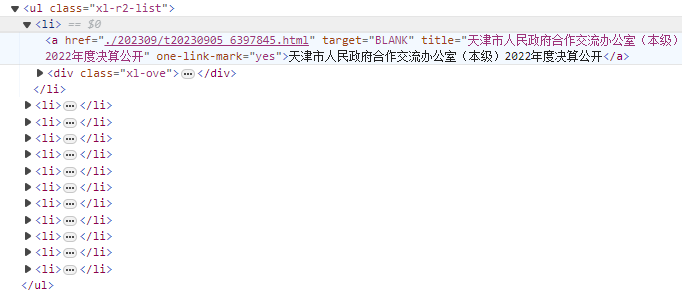 ▼<ul class="xl-r2-list">
▼<li> == $0
<a href="./202309/t20230905_6397845.html" target="BLANK" title="天津市人民政府合作交流办公室（本级）
2022年度决算公开" one-link-mark="yes">天津市人民政府合作交流办公室（本级）2022年度决算公开</a>
▶<div class="xl-ove">…</div>
</li>
▶<li>…</li>
▶<li>…</li>
▶<li>…</li>
▶<li>…</li>
▶<li>…</li>
▶<li>…</li>
▶<li>…</li>
▶<li>…</li>
▶<li>…</li>
▶<li>…</li>
▶<li>…</li>
</ul>